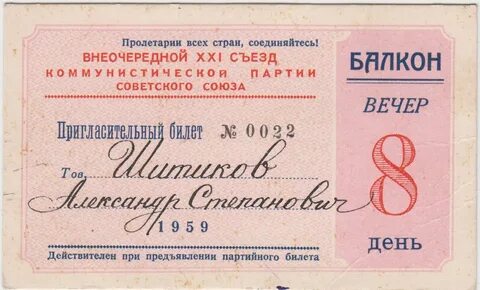 Пролетарии всех стран, соединяйтесь!
ВНЕОЧЕРЕДНОЙ XXI СЪЕЗД
КОММУНИСТИЧЕСКОЙ ПАРТИИ
СОВЕТСКОГО СОЮЗА
Пригласительный билет № 0032
Тов. Шитиков
Александр Степанович
1959
Действителен при предъявлении партийного билета
БАЛКОН
ВЕЧЕР
8
день